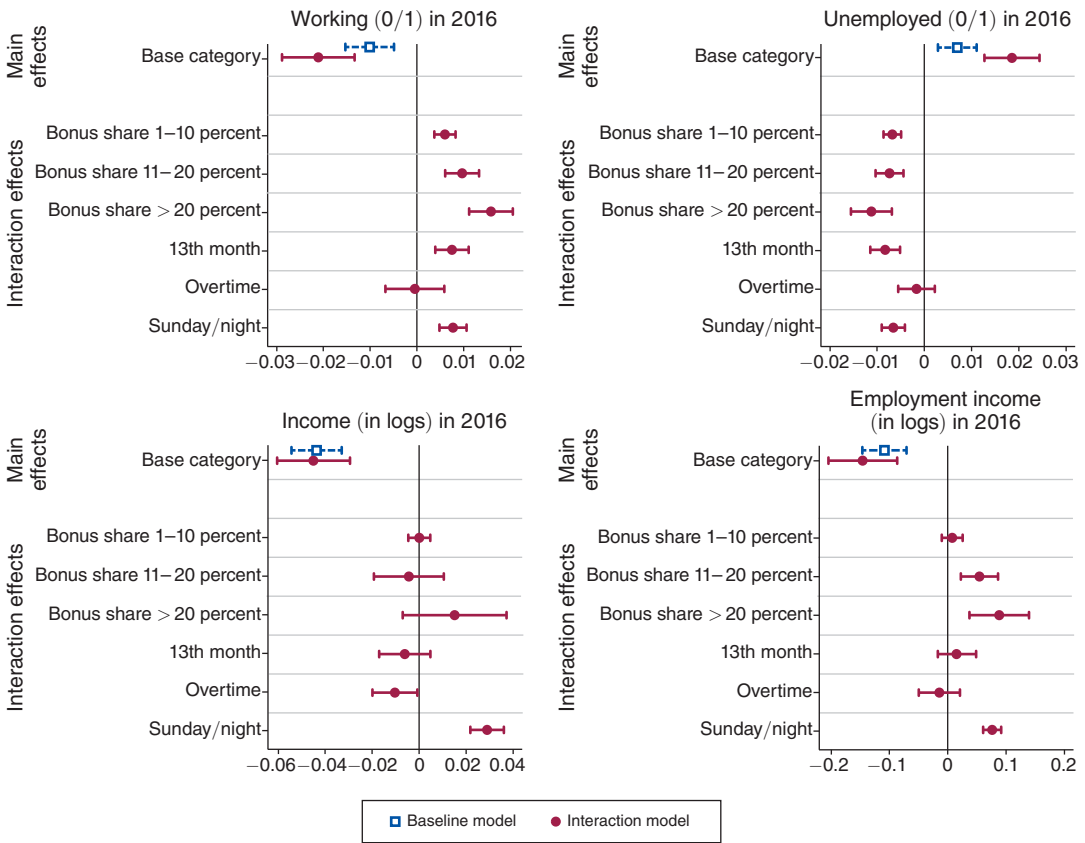 Working (0/1) in 2016
Main
effects
Base category
Interaction effects
Bonus share 1–10 percent
Bonus share 11–20 percent
Bonus share > 20 percent
13th month
Overtime
Sunday/night
−0.03 −0.02 −0.01 0 0.01 0.02
Unemployed (0/1) in 2016
Main
effects
Base category
Interaction effects
Bonus share 1–10 percent
Bonus share 11–20 percent
Bonus share > 20 percent
13th month
Overtime
Sunday/night
−0.02 −0.01 0 0.01 0.02 0.03
Income (in logs) in 2016
Main
effects
Base category
Interaction effects
Bonus share 1–10 percent
Bonus share 11–20 percent
Bonus share > 20 percent
13th month
Overtime
Sunday/night
−0.06 −0.04 −0.02 0 0.02 0.04
Employment income
(in logs) in 2016
Main
effects
Base category
Interaction effects
Bonus share 1–10 percent
Bonus share 11–20 percent
Bonus share > 20 percent
13th month
Overtime
Sunday/night
−0.2 −0.1 0 0.1 0.2
Baseline model Interaction model